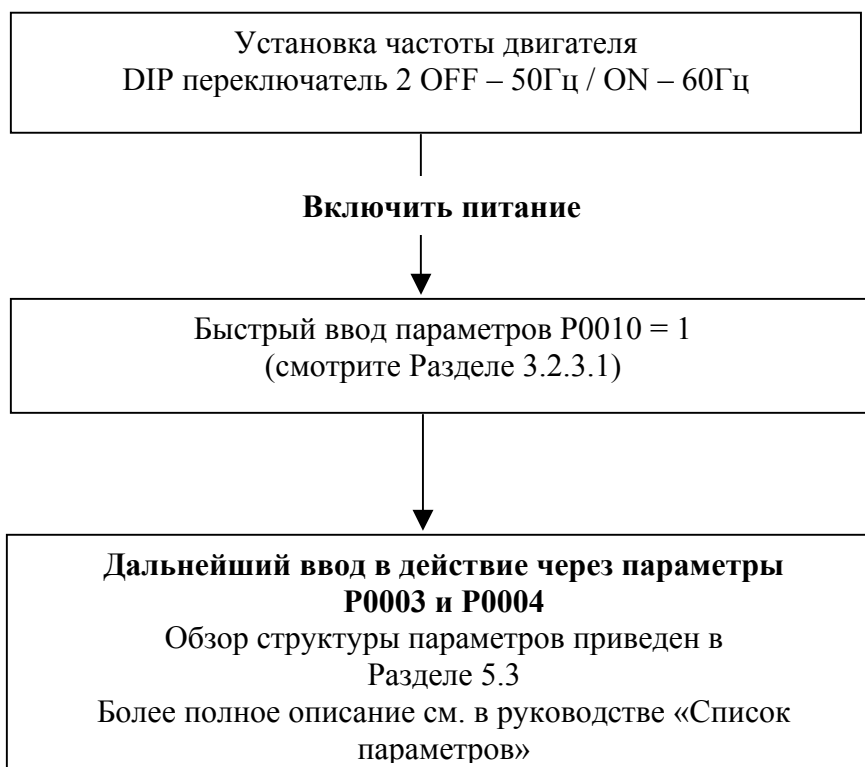 Установка частоты двигателя
DIP переключатель 2 OFF – 50Гц / ON – 60Гц
Включить питание
Быстрый ввод параметров P0010 = 1
(смотрите Разделе 3.2.3.1)
Дальнейший ввод в действие через параметры
P0003 и P0004
Обзор структуры параметров приведен в
Разделе 5.3
Более полное описание см. в руководстве «Список
параметров»